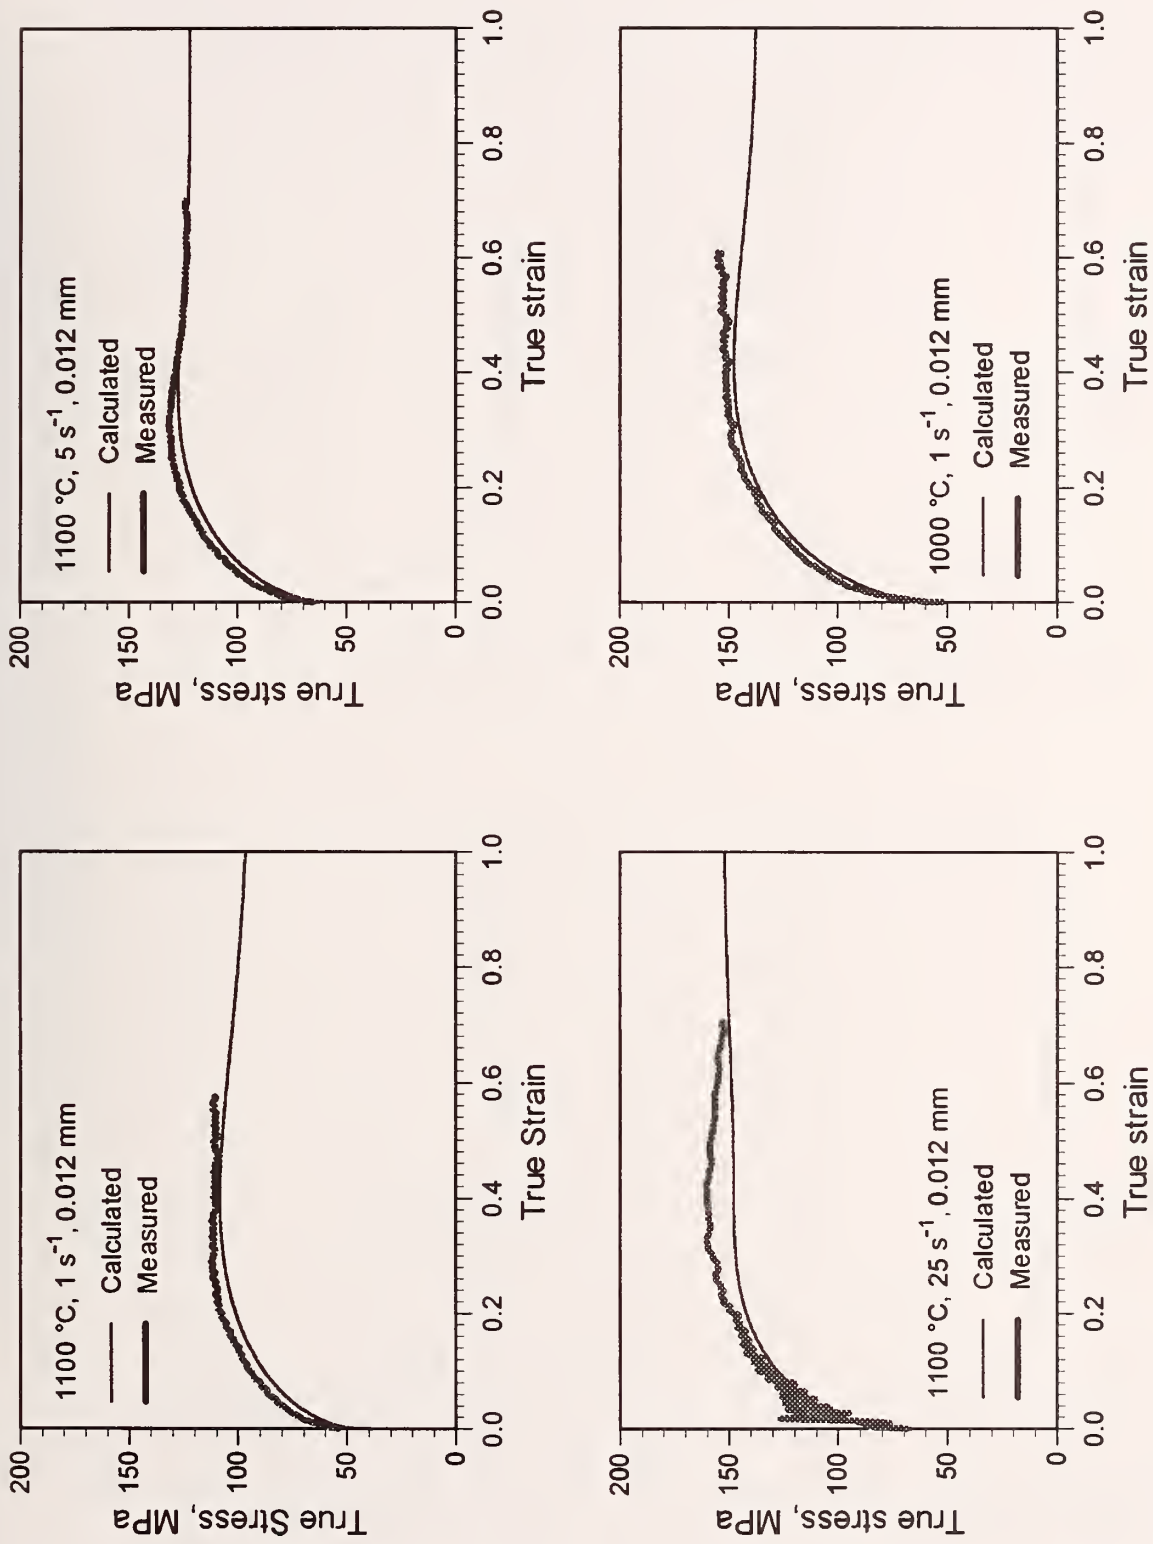 True Stress, MPa
200
150
100
50
0
1100 °C, 1 s⁻¹, 0.012 mm
Calculated
Measured
0.0 0.2 0.4 0.6 0.8 1.0
True Strain
True stress, MPa
200
150
100
50
0
1100 °C, 5 s⁻¹, 0.012 mm
Calculated
Measured
0.0 0.2 0.4 0.6 0.8 1.0
True strain
True stress, MPa
200
150
100
50
0
1100 °C, 25 s⁻¹, 0.012 mm
Calculated
Measured
0.0 0.2 0.4 0.6 0.8 1.0
True strain
True stress, MPa
200
150
100
50
0
1000 °C, 1 s⁻¹, 0.012 mm
Calculated
Measured
0.0 0.2 0.4 0.6 0.8 1.0
True strain